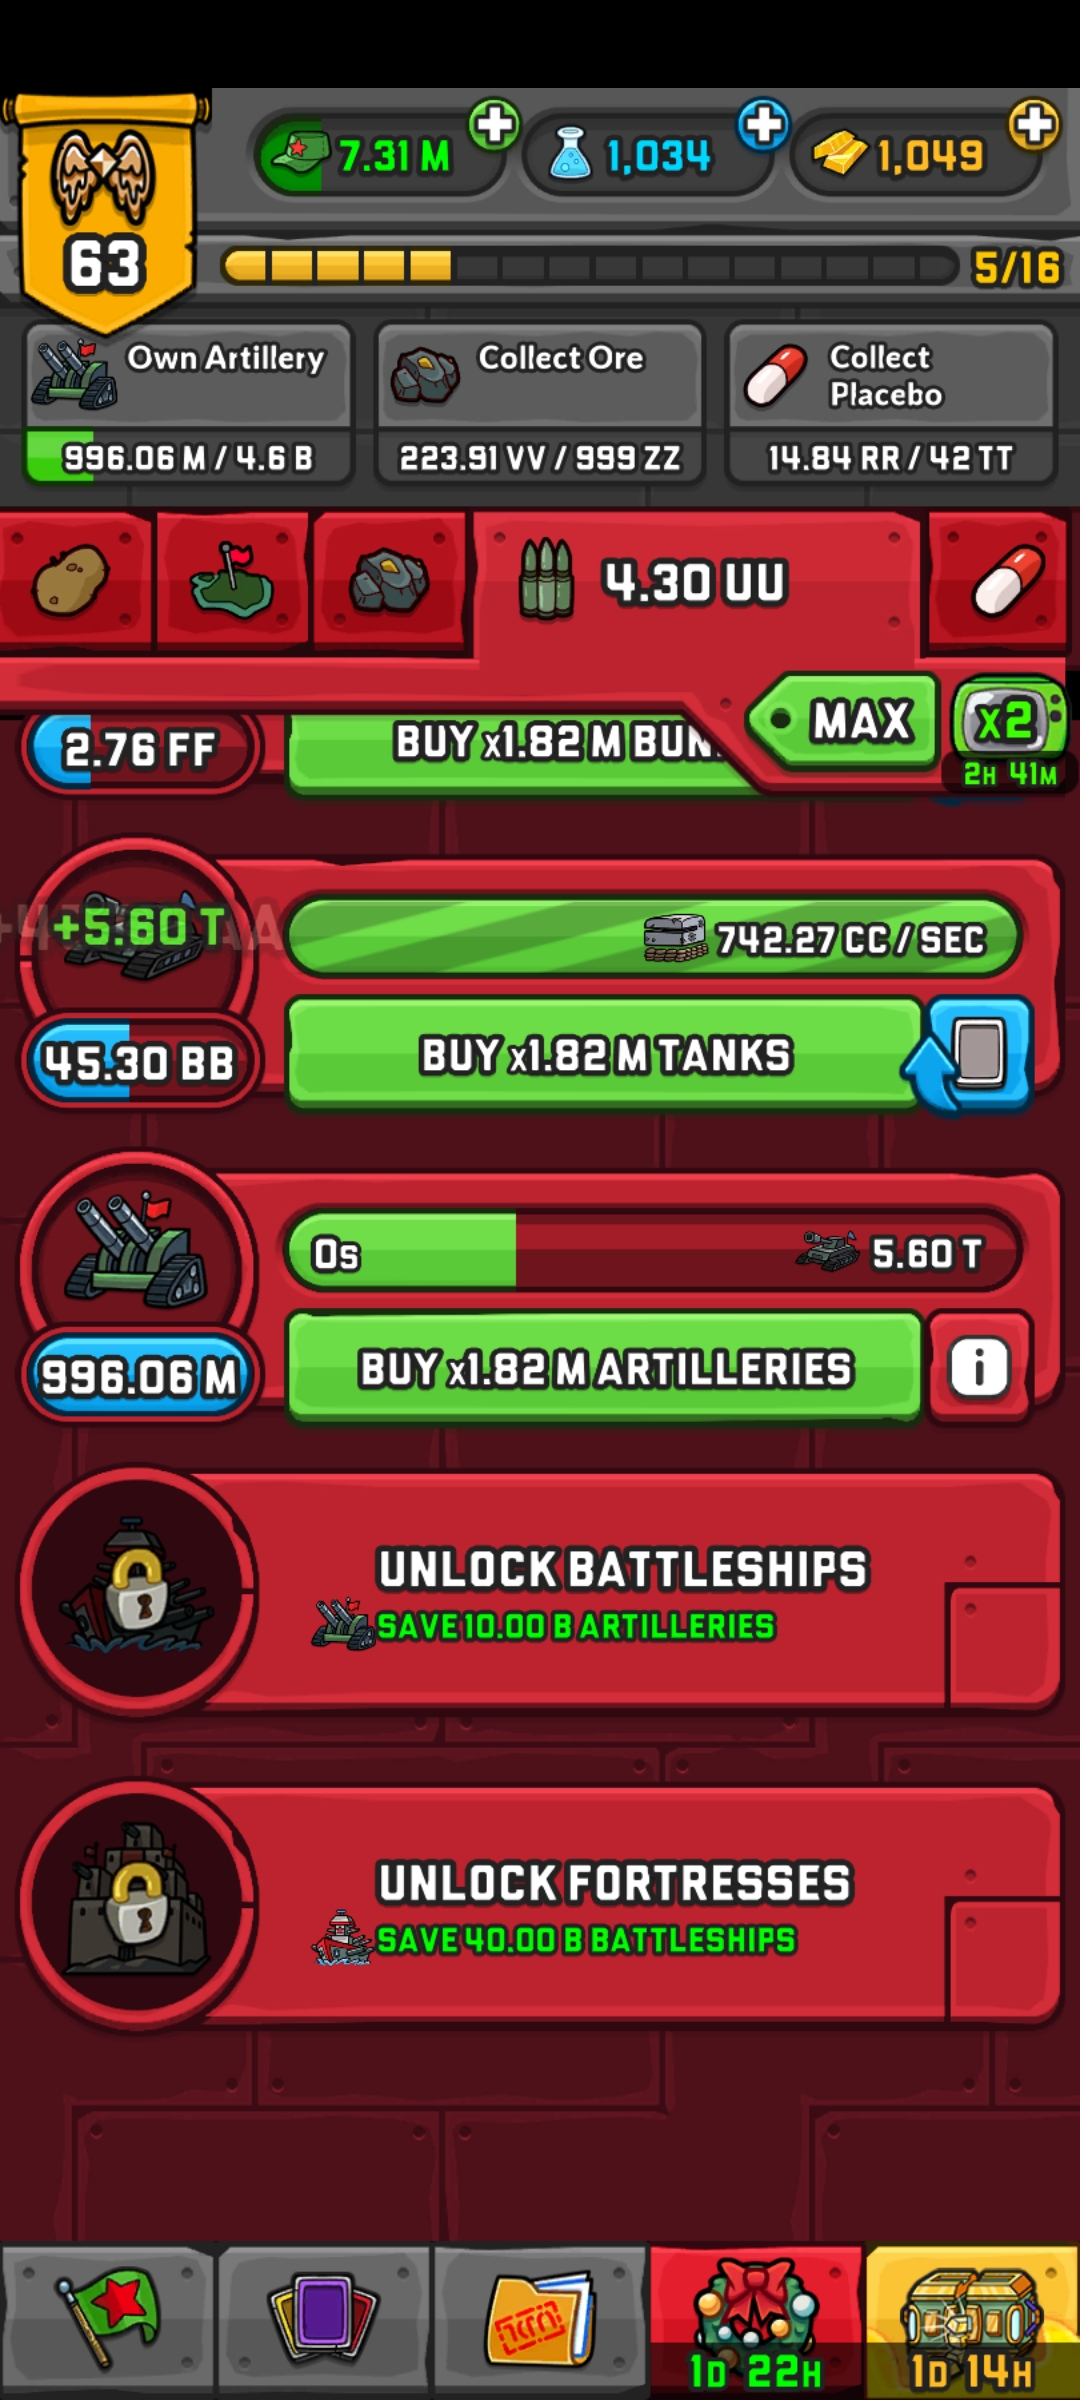 7.31 M
1,034
1,049
63
5/16
Own Artillery
996.06 M / 4.6 B
Collect Ore
223.91 VV / 999 ZZ
Collect
Placebo
14.84 RR / 42 TT
4.30 UU
MAX
x2
2H 41M
2.76 FF
BUY x1.82 M BUN
+5.60 T
742.27 CC / SEC
45.30 BB
BUY x1.82 M TANKS
0s
5.60 T
996.06 M
BUY x1.82 M ARTILLERIES
i
UNLOCK BATTLESHIPS
SAVE 10.00 B ARTILLERIES
UNLOCK FORTRESSES
SAVE 40.00 B BATTLESHIPS
1D 22H
1D 14H